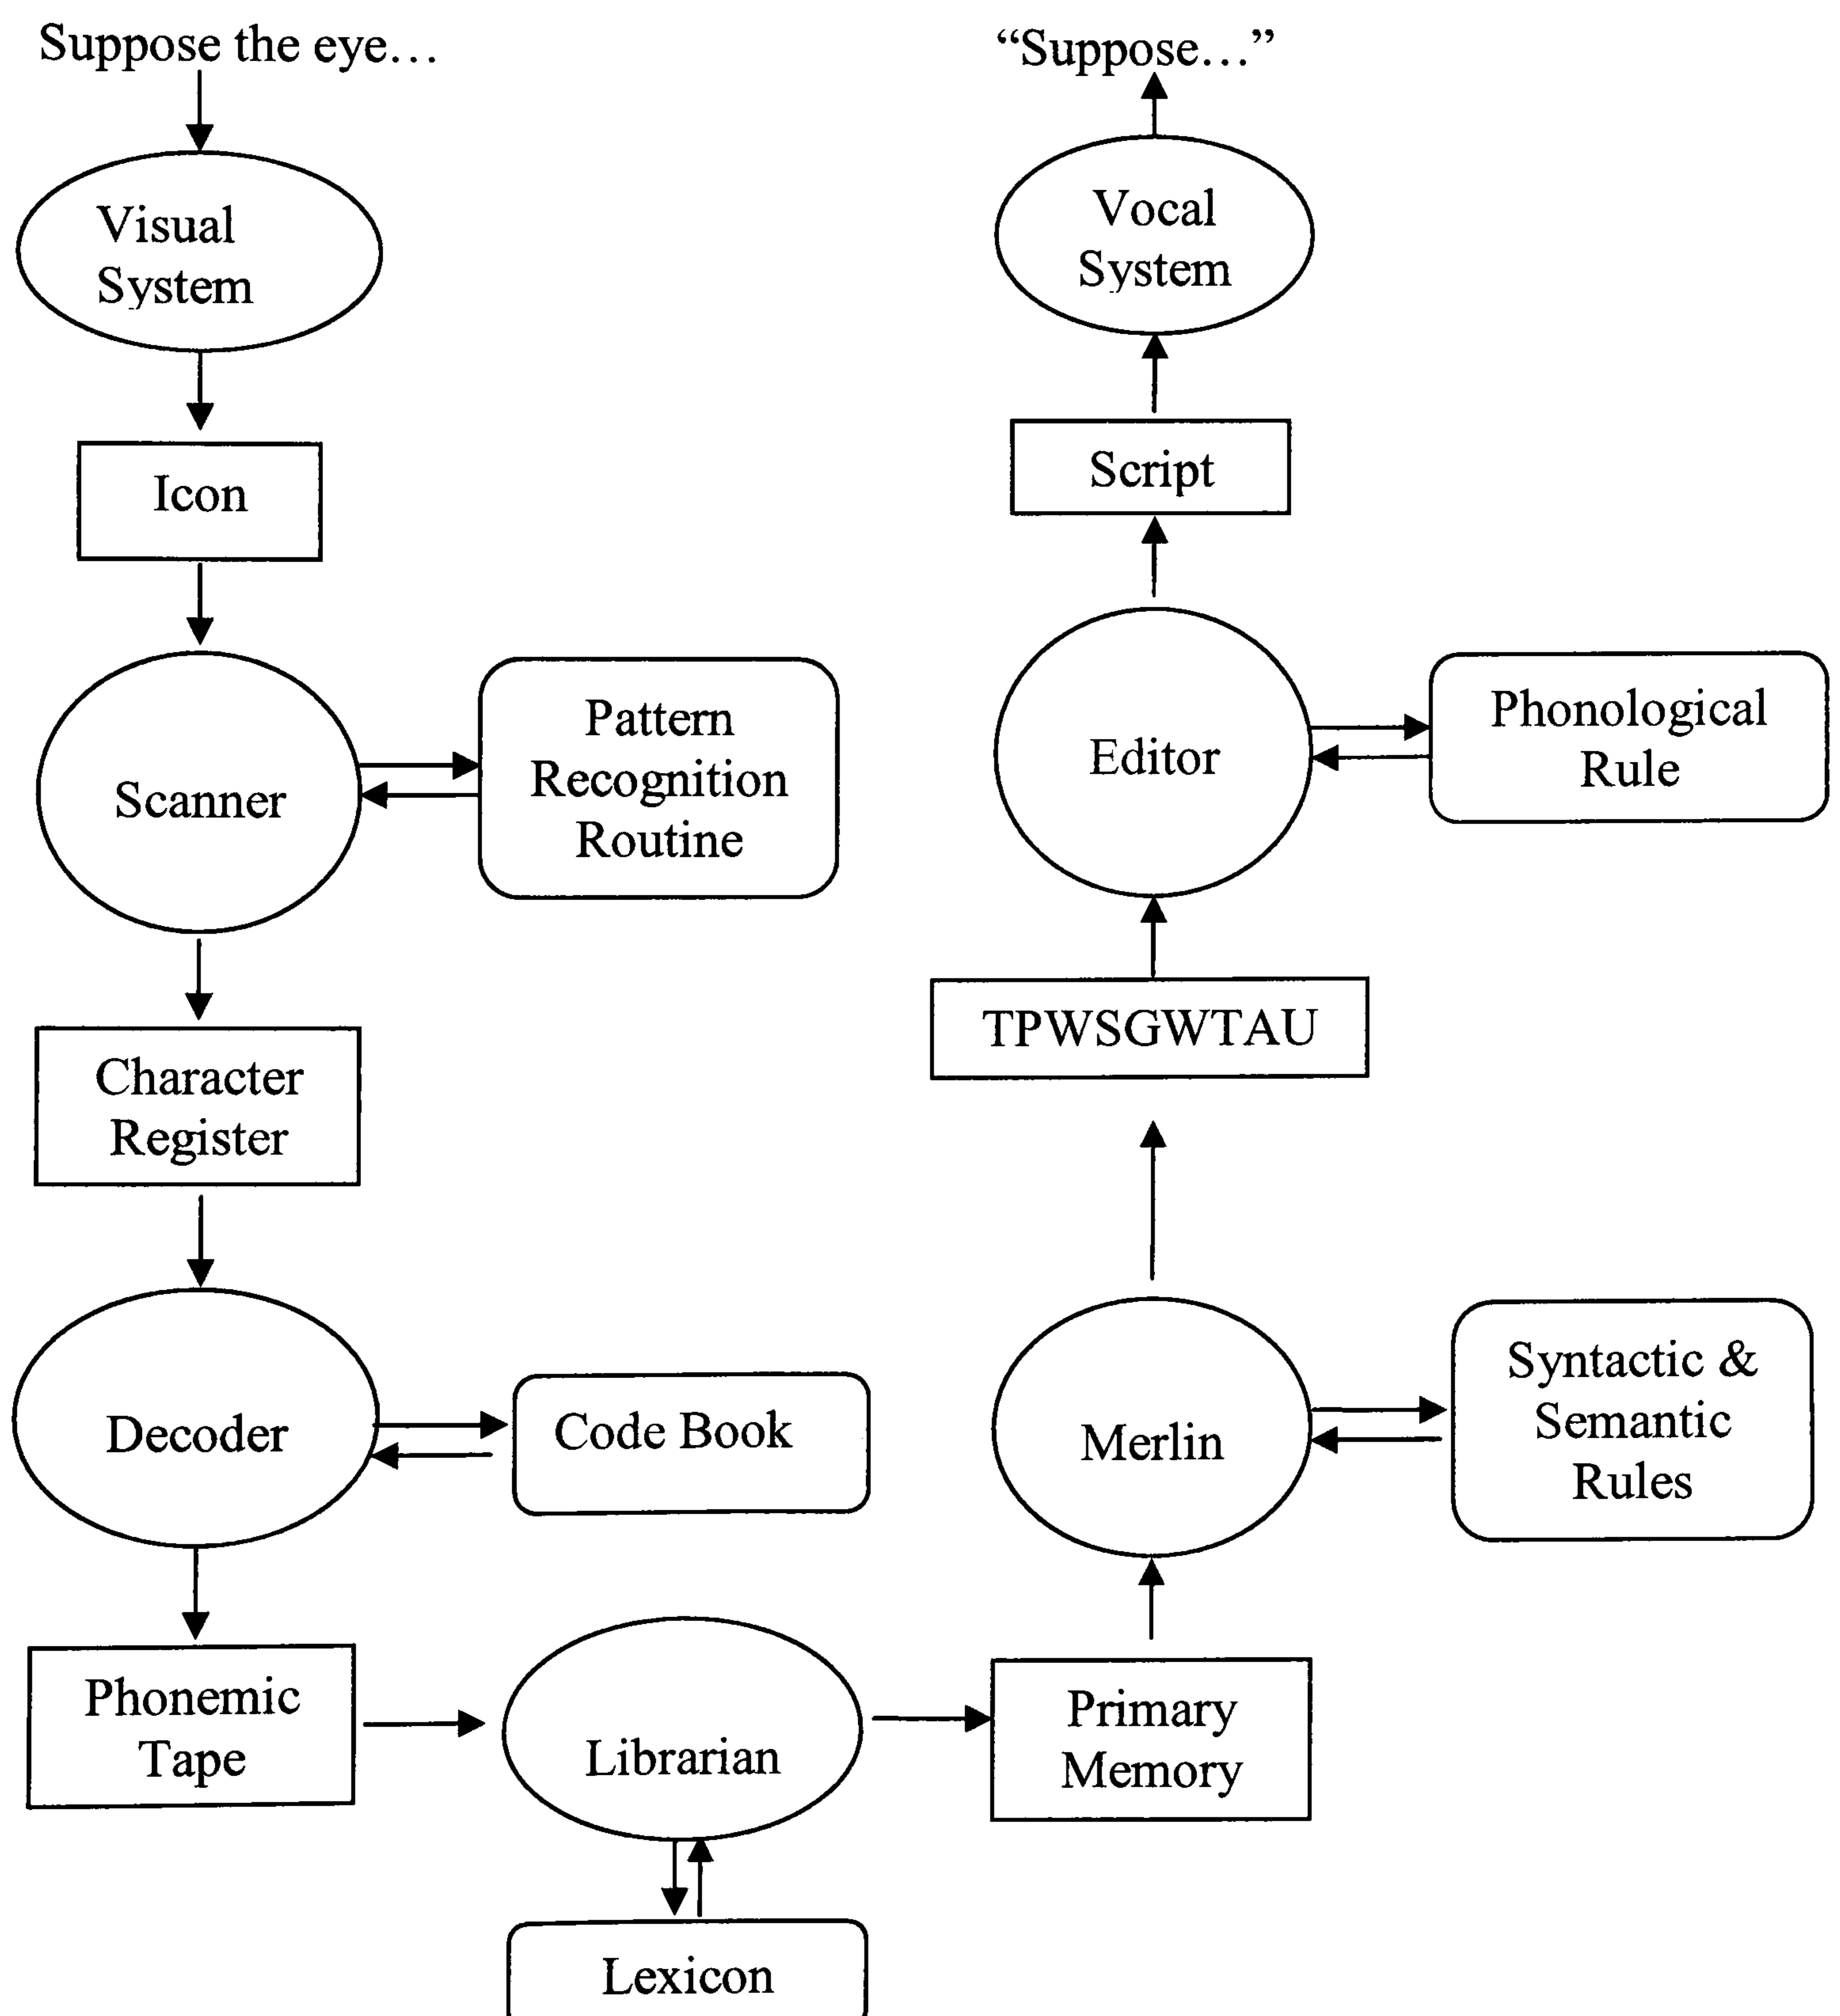 Suppose the eye…
Visual
System
Icon
Scanner
Pattern
Recognition
Routine
Character
Register
Decoder
Code Book
Phonemic
Tape
Librarian
Lexicon
Primary
Memory
Merlin
Syntactic &
Semantic
Rules
TPWSGWTAU
Editor
Phonological
Rule
Script
Vocal
System
“Suppose…”